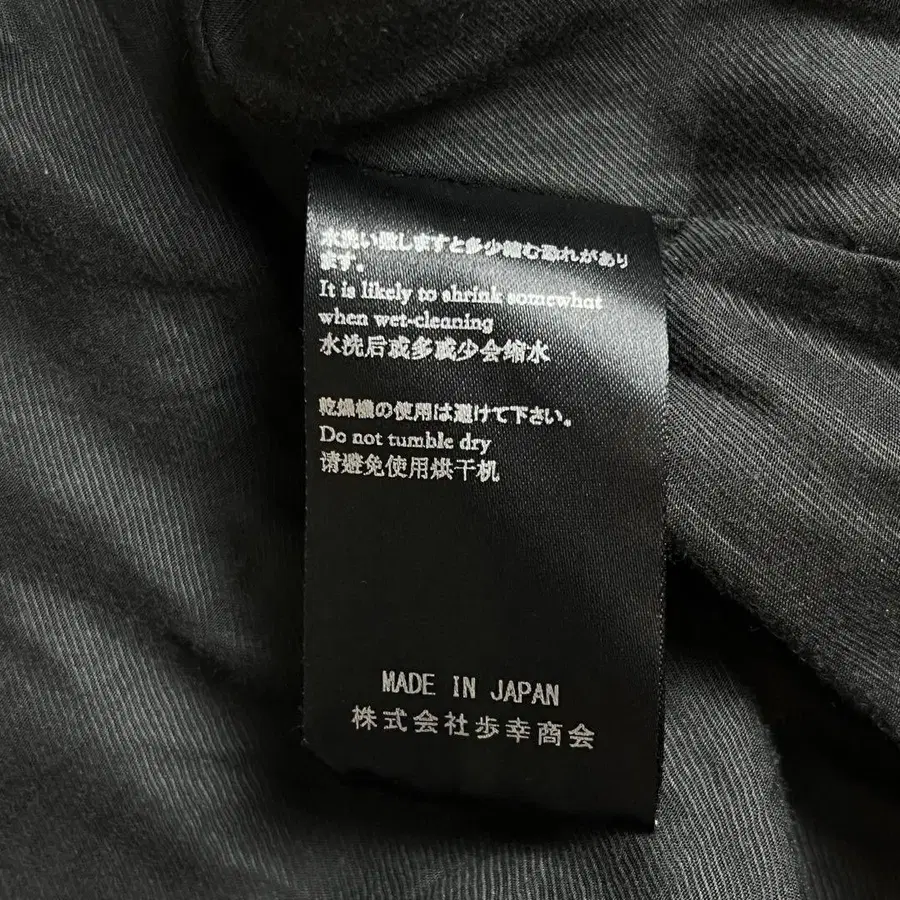 水洗い致しますと多少縮む恐れがあり
ます。
It is likely to shrink somewhat
when wet-cleaning
水洗后或多或少会缩水
乾燥機の使用は避けて下さい。
Do not tumble dry
请避免使用烘干机
MADE IN JAPAN
株式会社歩幸商会